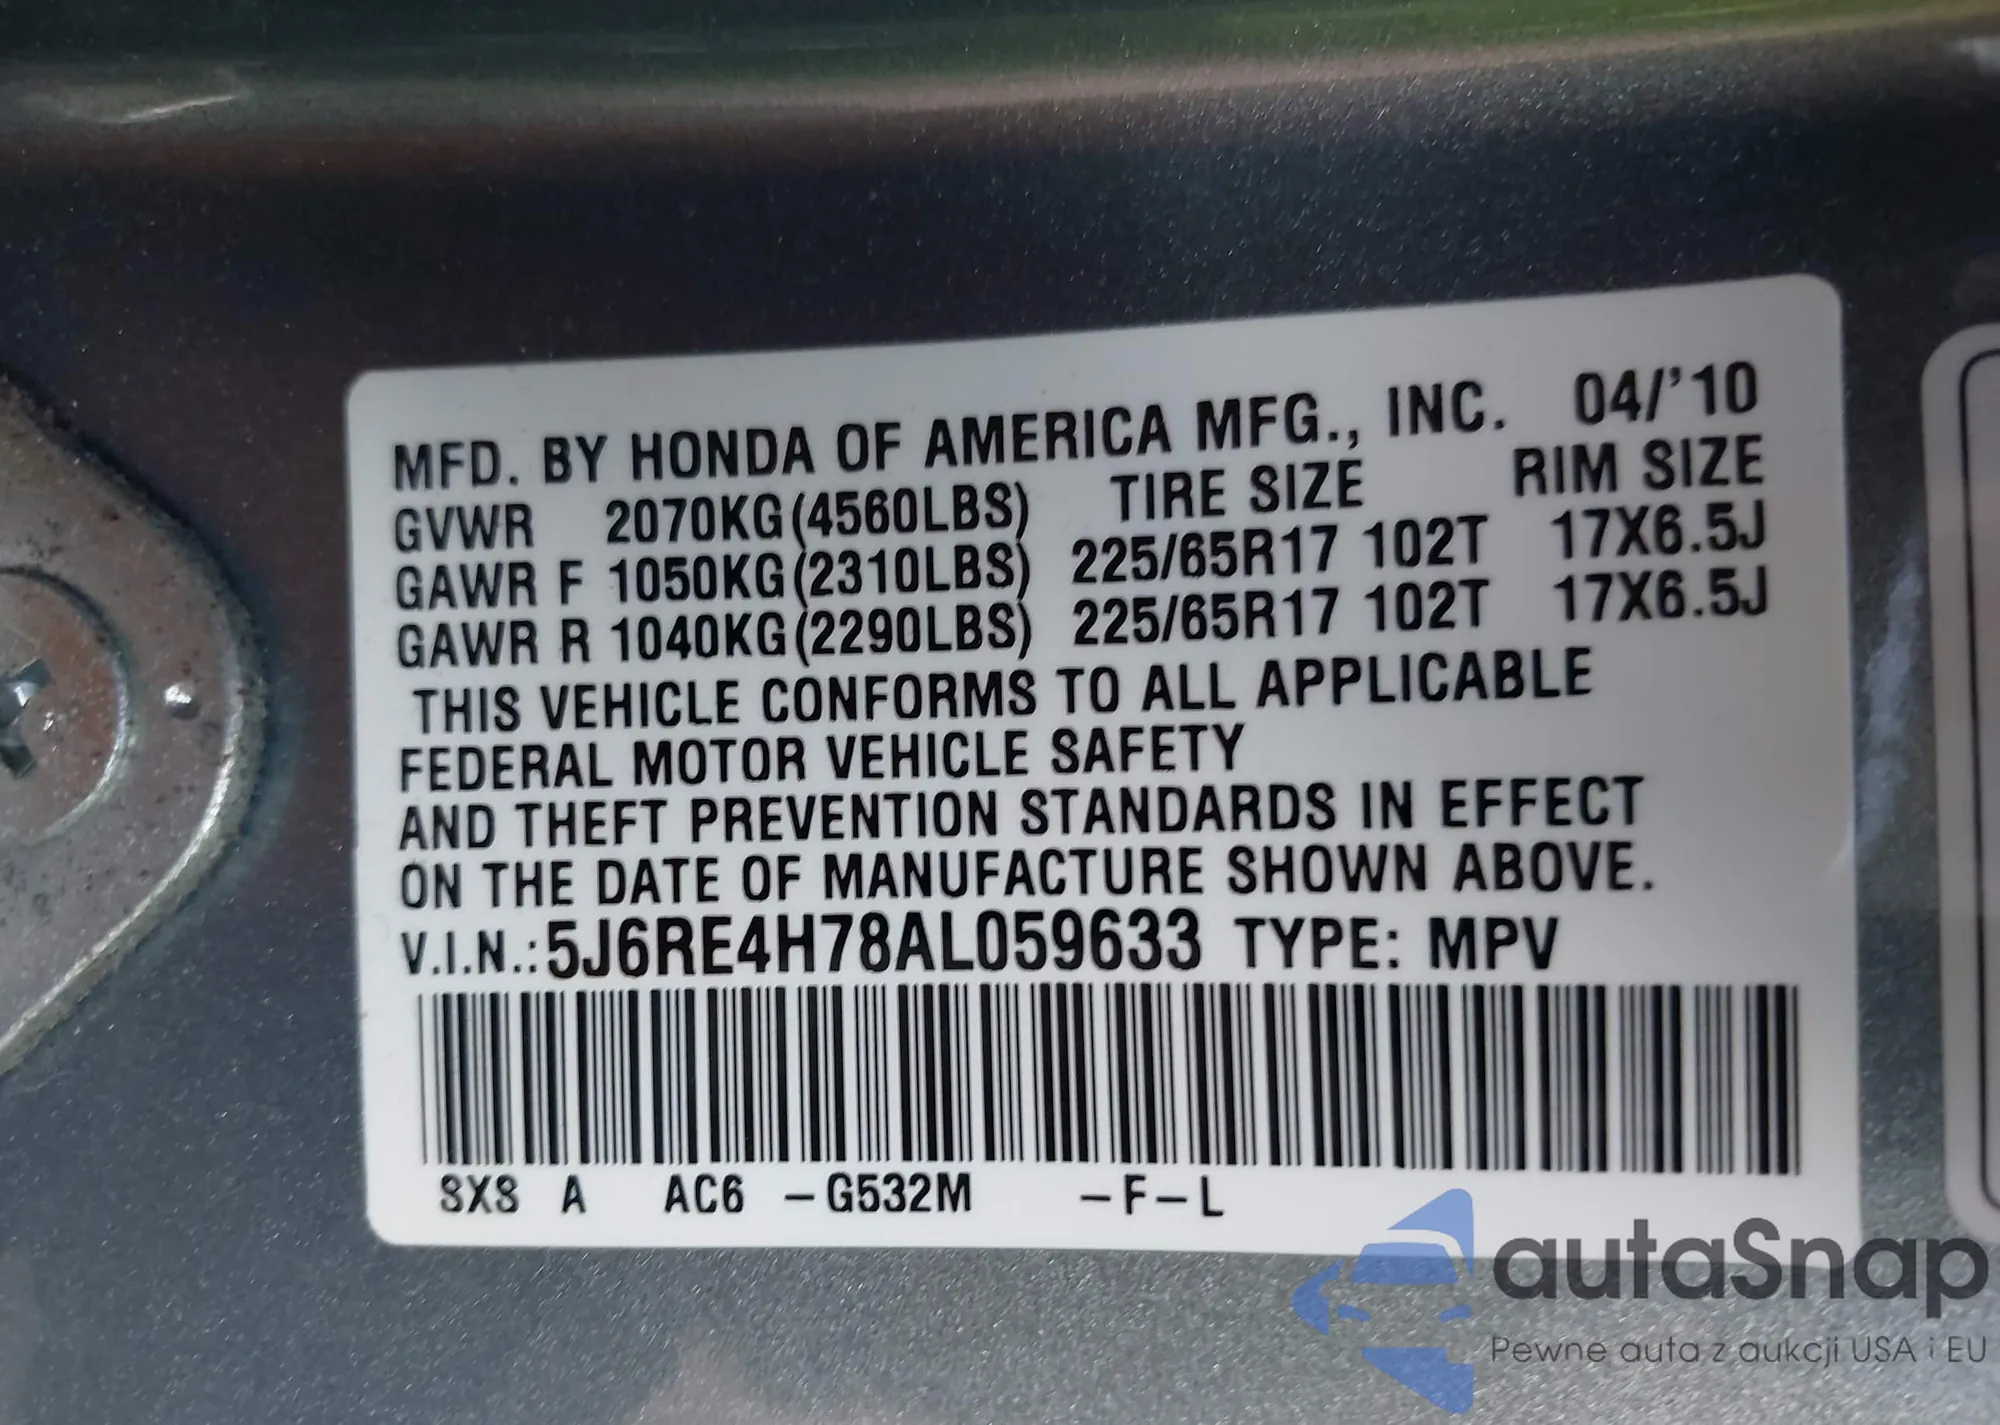 MFD. BY HONDA OF AMERICA MFG., INC. 04/'10
GVWR 2070KG(4560LBS) TIRE SIZE RIM SIZE
GAWR F 1050KG(2310LBS) 225/65R17 102T 17X6.5J
GAWR R 1040KG(2290LBS) 225/65R17 102T 17X6.5J
THIS VEHICLE CONFORMS TO ALL APPLICABLE
FEDERAL MOTOR VEHICLE SAFETY
AND THEFT PREVENTION STANDARDS IN EFFECT
ON THE DATE OF MANUFACTURE SHOWN ABOVE.
V.I.N.:5J6RE4H78AL059633 TYPE: MPV
SXS A AC6 -G532M -F-L
autaSnap
Pewne auta z aukcji USA i EU